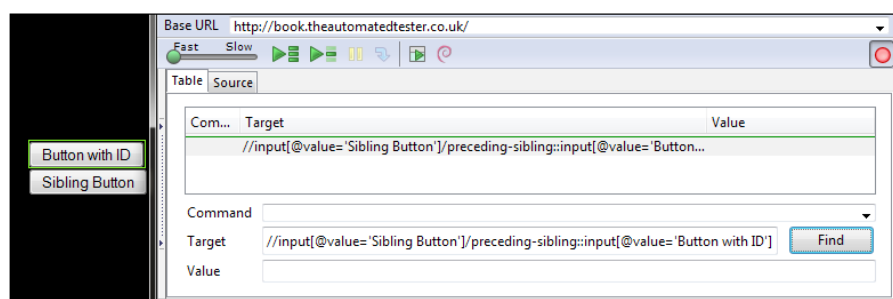 Base URL http://book.theautomatedtester.co.uk/
Fast Slow
Table Source
Com... Target Value
//input[@value='Sibling Button']/preceding-sibling::input[@value='Button...
Button with ID
Sibling Button
Command
Target //input[@value='Sibling Button']/preceding-sibling::input[@value='Button with ID'] Find
Value